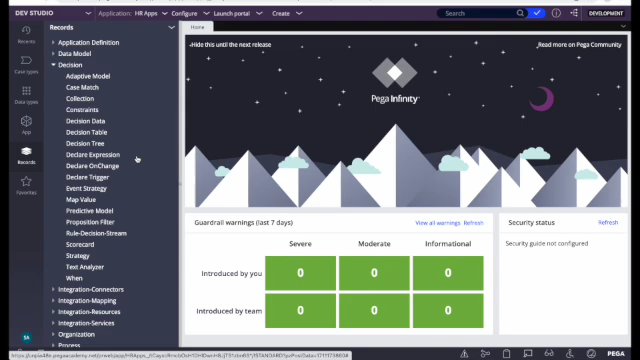 DEV STUDIO
Application: HR Apps
Configure
Launch portal
Create
Search
DEVELOPMENT
Recents
Case types
Data types
App
Records
Favorites
SA
Records
Application Definition
Data Model
Decision
Adaptive Model
Case Match
Collection
Constraints
Decision Data
Decision Table
Decision Tree
Declare Expression
Declare OnChange
Declare Trigger
Event Strategy
Map Value
Predictive Model
Proposition Filter
Rule-Decision-Stream
Scorecard
Strategy
Text Analyzer
When
Integration-Connectors
Integration-Mapping
Integration-Resources
Integration-Services
Organization
Process
Home
Hide this until the next release
Read more on Pega Community
Pega Infinity
Guardrail warnings (last 7 days)
View all warnings Refresh
Severe Moderate Informational
Introduced by you 0 0 0
Introduced by team 0 0 0
Security status
Refresh
Security guide not configured
PEGA